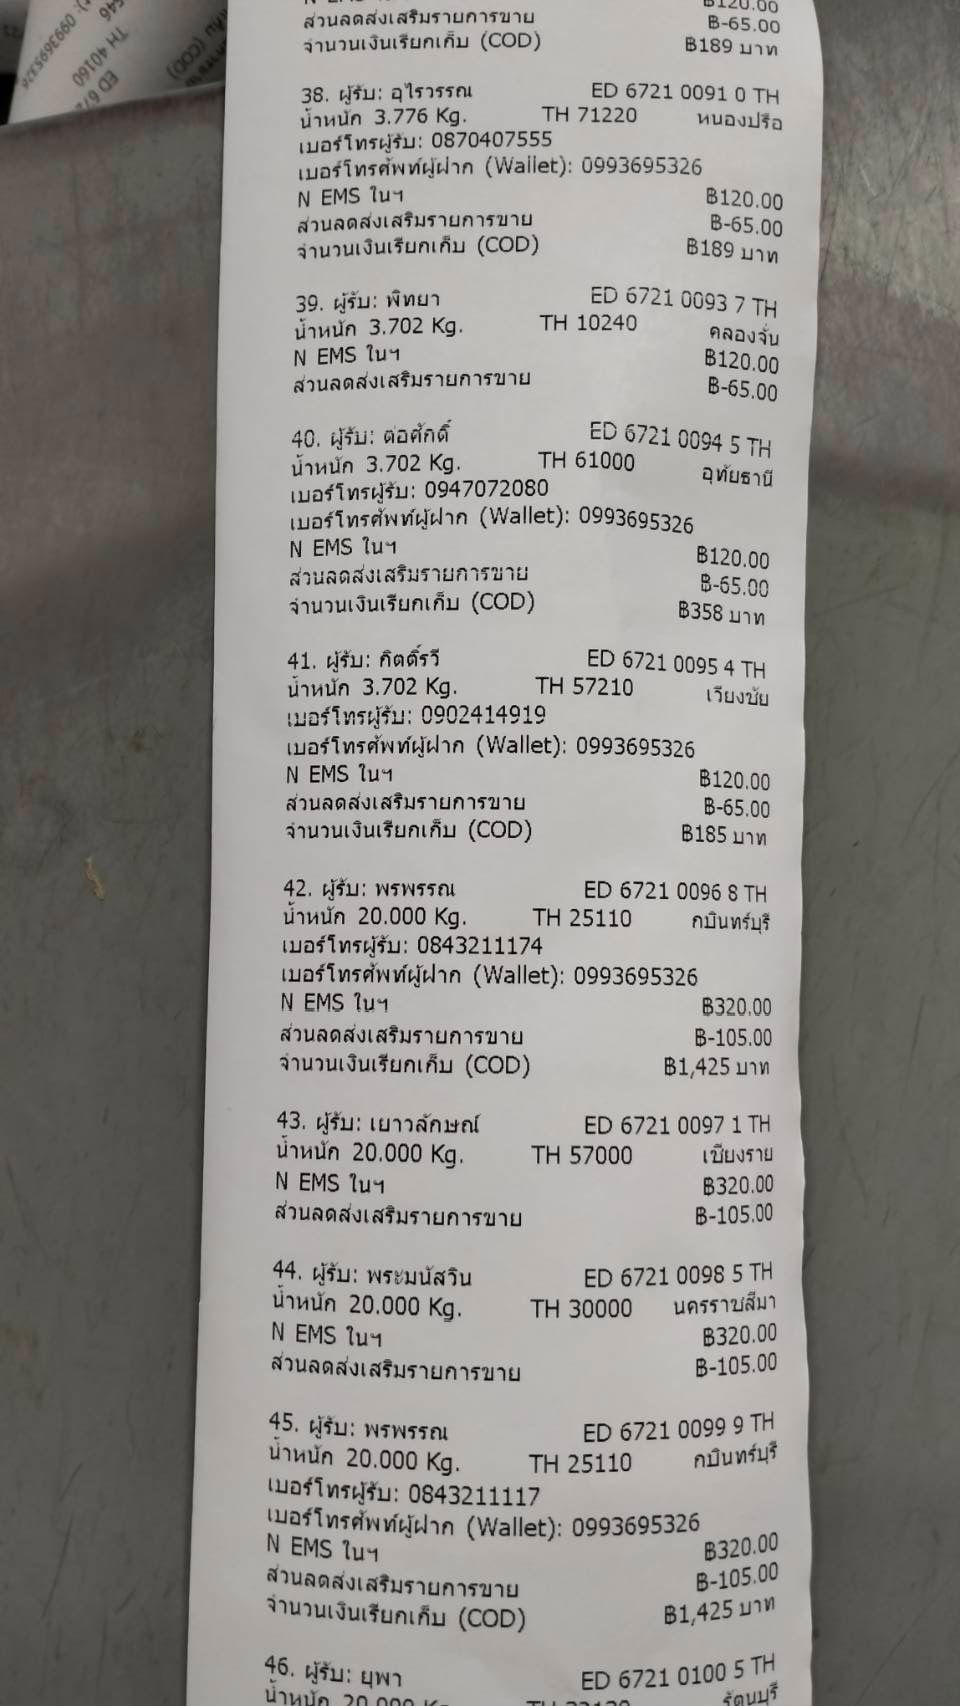 ฿120.00
ส่วนลดส่งเสริมรายการขาย ฿-65.00
จำนวนเงินเรียกเก็บ (COD) ฿189 บาท
38. ผู้รับ: อุไรวรรณ ED 6721 0091 0 TH
น้ำหนัก 3.776 Kg. TH 71220 หนองปรือ
เบอร์โทรผู้รับ: 0870407555
เบอร์โทรศัพท์ผู้ฝาก (Wallet): 0993695326
N EMS ในฯ ฿120.00
ส่วนลดส่งเสริมรายการขาย ฿-65.00
จำนวนเงินเรียกเก็บ (COD) ฿189 บาท
39. ผู้รับ: พิทยา ED 6721 0093 7 TH
น้ำหนัก 3.702 Kg. TH 10240 คลองจั่น
N EMS ในฯ ฿120.00
ส่วนลดส่งเสริมรายการขาย ฿-65.00
40. ผู้รับ: ต่อศักดิ์ ED 6721 0094 5 TH
น้ำหนัก 3.702 Kg. TH 61000 อุทัยธานี
เบอร์โทรผู้รับ: 0947072080
เบอร์โทรศัพท์ผู้ฝาก (Wallet): 0993695326
N EMS ในฯ ฿120.00
ส่วนลดส่งเสริมรายการขาย ฿-65.00
จำนวนเงินเรียกเก็บ (COD) ฿358 บาท
41. ผู้รับ: กิตติ์รวี ED 6721 0095 4 TH
น้ำหนัก 3.702 Kg. TH 57210 เวียงชัย
เบอร์โทรผู้รับ: 0902414919
เบอร์โทรศัพท์ผู้ฝาก (Wallet): 0993695326
N EMS ในฯ ฿120.00
ส่วนลดส่งเสริมรายการขาย ฿-65.00
จำนวนเงินเรียกเก็บ (COD) ฿185 บาท
42. ผู้รับ: พรพรรณ ED 6721 0096 8 TH
น้ำหนัก 20.000 Kg. TH 25110 กบินทร์บุรี
เบอร์โทรผู้รับ: 0843211174
เบอร์โทรศัพท์ผู้ฝาก (Wallet): 0993695326
N EMS ในฯ ฿320.00
ส่วนลดส่งเสริมรายการขาย ฿-105.00
จำนวนเงินเรียกเก็บ (COD) ฿1,425 บาท
43. ผู้รับ: เยาวลักษณ์ ED 6721 0097 1 TH
น้ำหนัก 20.000 Kg. TH 57000 เชียงราย
N EMS ในฯ ฿320.00
ส่วนลดส่งเสริมรายการขาย ฿-105.00
44. ผู้รับ: พระมนัสวิน ED 6721 0098 5 TH
น้ำหนัก 20.000 Kg. TH 30000 นครราชสีมา
N EMS ในฯ ฿320.00
ส่วนลดส่งเสริมรายการขาย ฿-105.00
45. ผู้รับ: พรพรรณ ED 6721 0099 9 TH
น้ำหนัก 20.000 Kg. TH 25110 กบินทร์บุรี
เบอร์โทรผู้รับ: 0843211117
เบอร์โทรศัพท์ผู้ฝาก (Wallet): 0993695326
N EMS ในฯ ฿320.00
ส่วนลดส่งเสริมรายการขาย ฿-105.00
จำนวนเงินเรียกเก็บ (COD) ฿1,425 บาท
46. ผู้รับ: ยุพา ED 6721 0100 5 TH
น้ำหนัก 20.000 Kg. รัตนบุรี
0993695326
(COD)
TH 40160